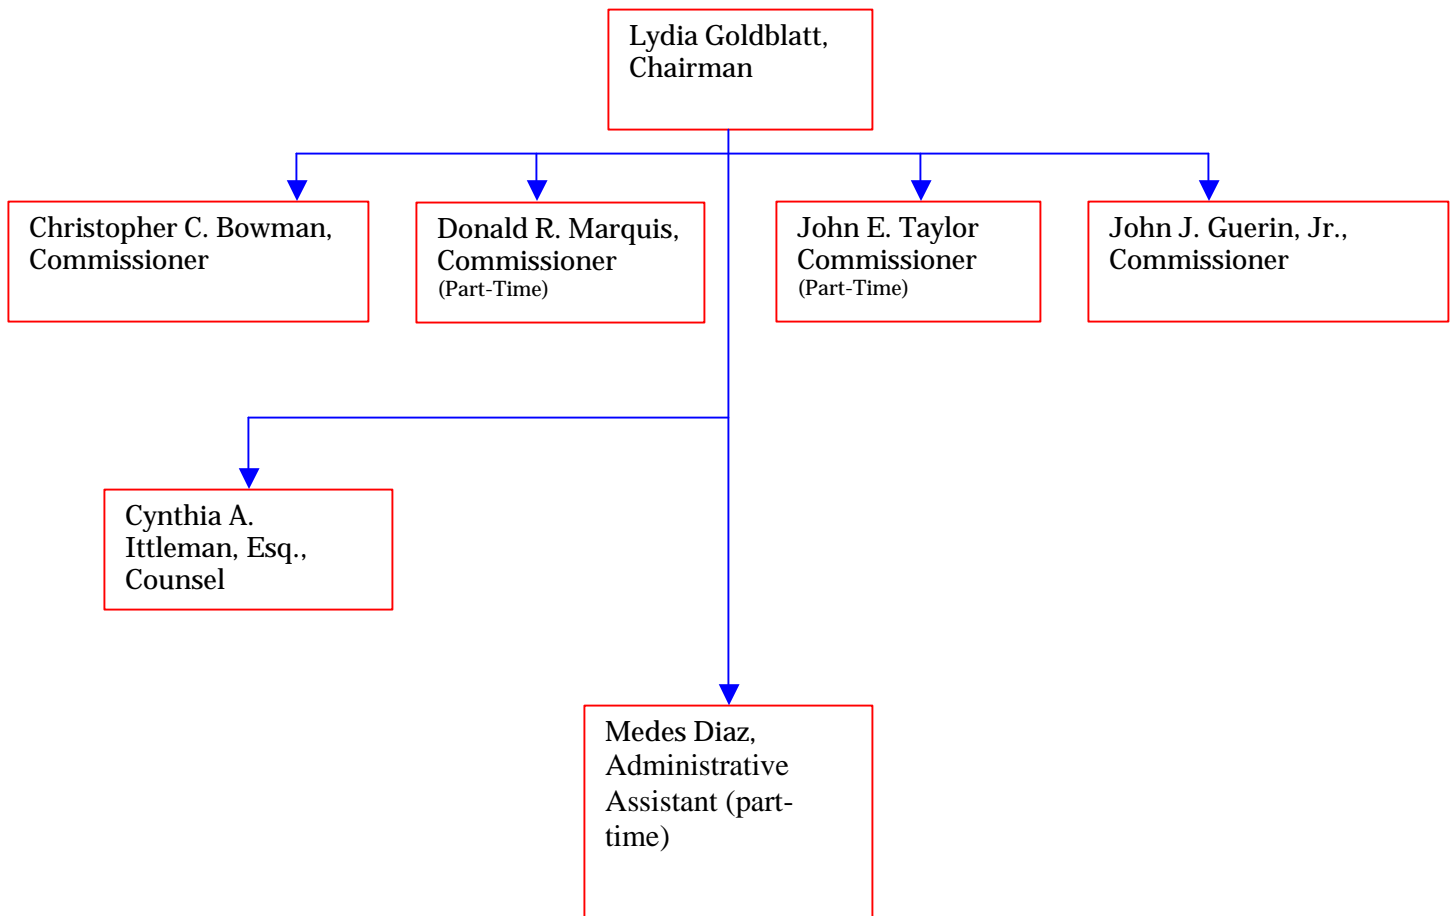 Lydia Goldblatt,
Chairman
Christopher C. Bowman,
Commissioner
Donald R. Marquis,
Commissioner
(Part-Time)
John E. Taylor
Commissioner
(Part-Time)
John J. Guerin, Jr.,
Commissioner
Cynthia A.
Ittleman, Esq.,
Counsel
Medes Diaz,
Administrative
Assistant (part-
time)